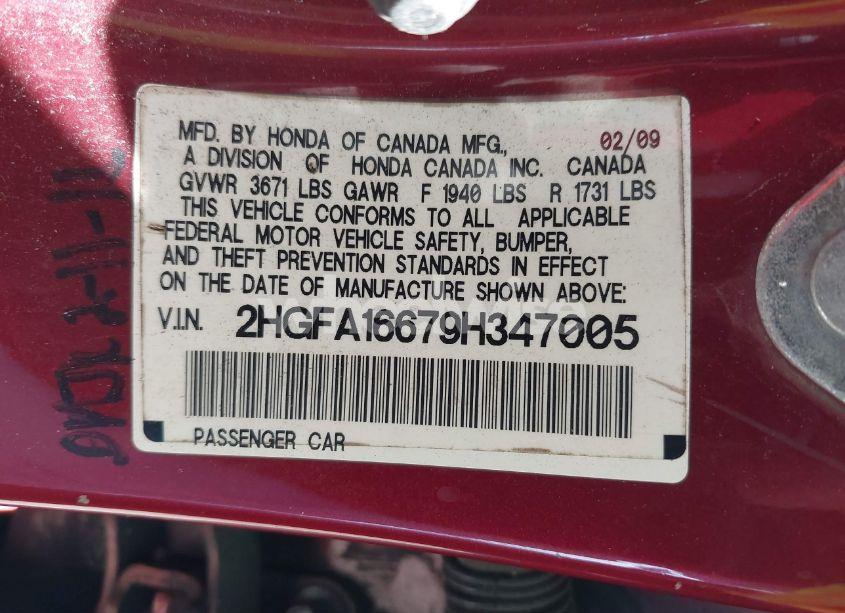 MFD. BY HONDA OF CANADA MFG., 02/09
A DIVISION OF HONDA CANADA INC. CANADA
GVWR 3671 LBS GAWR F 1940 LBS R 1731 LBS
THIS VEHICLE CONFORMS TO ALL APPLICABLE
FEDERAL MOTOR VEHICLE SAFETY, BUMPER,
AND THEFT PREVENTION STANDARDS IN EFFECT
ON THE DATE OF MANUFACTURE SHOWN ABOVE:
V.I.N. 2HGFA16679H347005
PASSENGER CAR